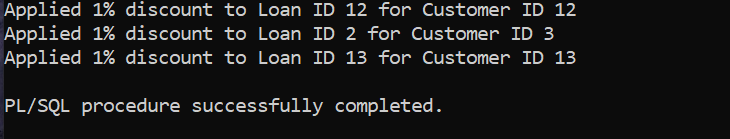 Applied 1% discount to Loan ID 12 for Customer ID 12
Applied 1% discount to Loan ID 2 for Customer ID 3
Applied 1% discount to Loan ID 13 for Customer ID 13
PL/SQL procedure successfully completed.